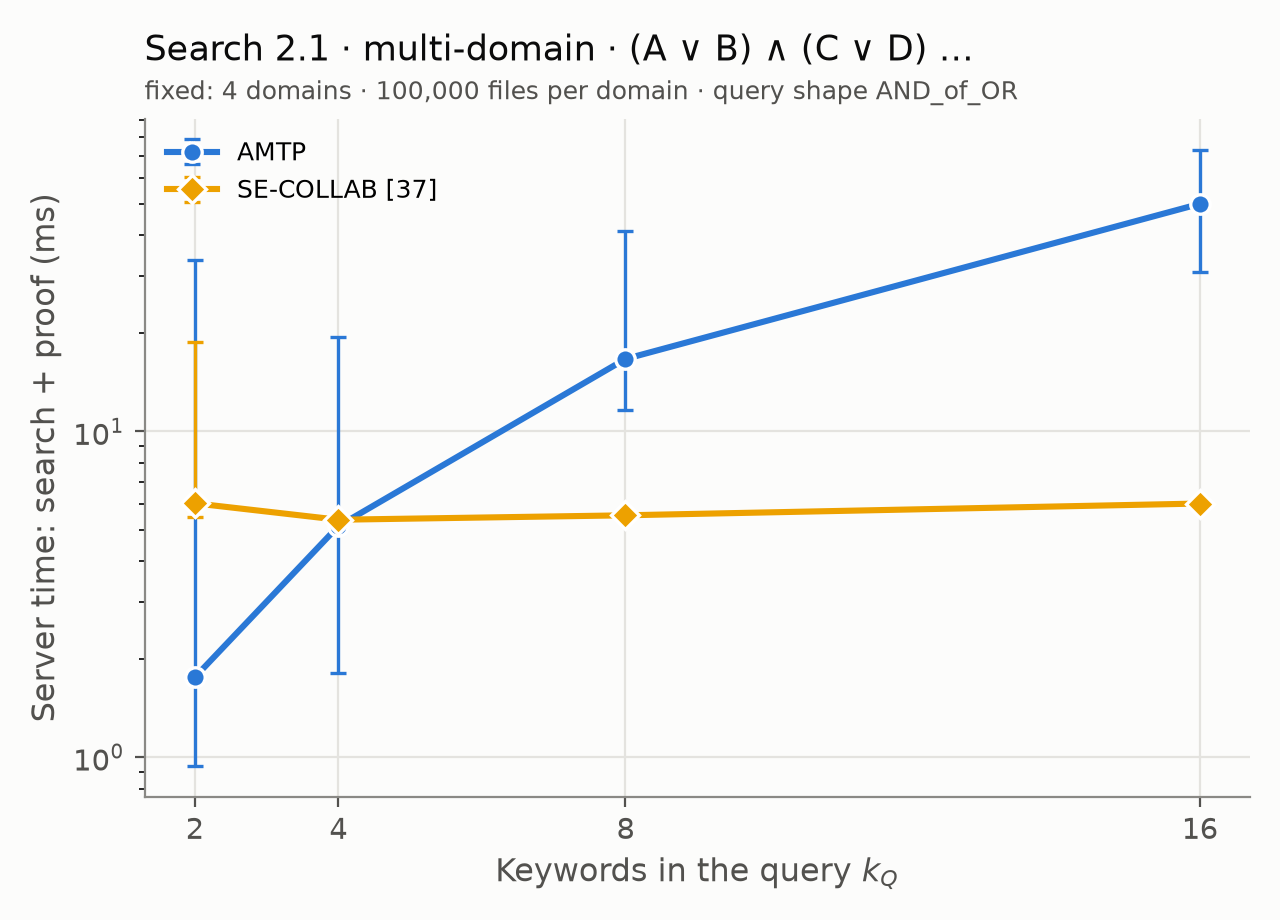 Search 2.1 · multi-domain · (A ∨ B) ∧ (C ∨ D) …
fixed: 4 domains · 100,000 files per domain · query shape AND_of_OR
AMTP
SE-COLLAB [37]
Server time: search + proof (ms)
10¹
10⁰
2 4 8 16
Keywords in the query k_Q